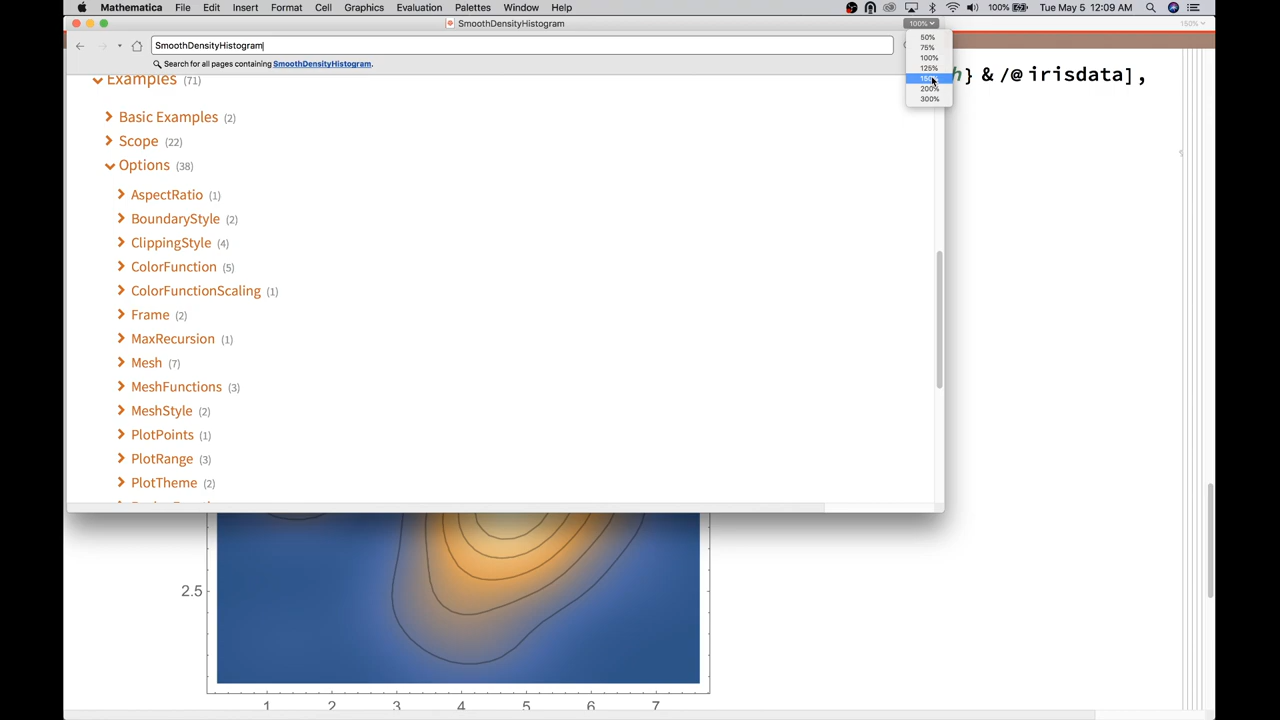 Mathematica File Edit Insert Format Cell Graphics Evaluation Palettes Window Help 100% Tue May 5 12:09 AM
SmoothDensityHistogram 100% 150%
SmoothDensityHistogram
Search for all pages containing SmoothDensityHistogram.
50%
75%
100%
125%
150%
200%
300%
} & /@ irisdata],
Examples (71)
Basic Examples (2)
Scope (22)
Options (38)
AspectRatio (1)
BoundaryStyle (2)
ClippingStyle (4)
ColorFunction (5)
ColorFunctionScaling (1)
Frame (2)
MaxRecursion (1)
Mesh (7)
MeshFunctions (3)
MeshStyle (2)
PlotPoints (1)
PlotRange (3)
PlotTheme (2)
2.5
1 2 3 4 5 6 7